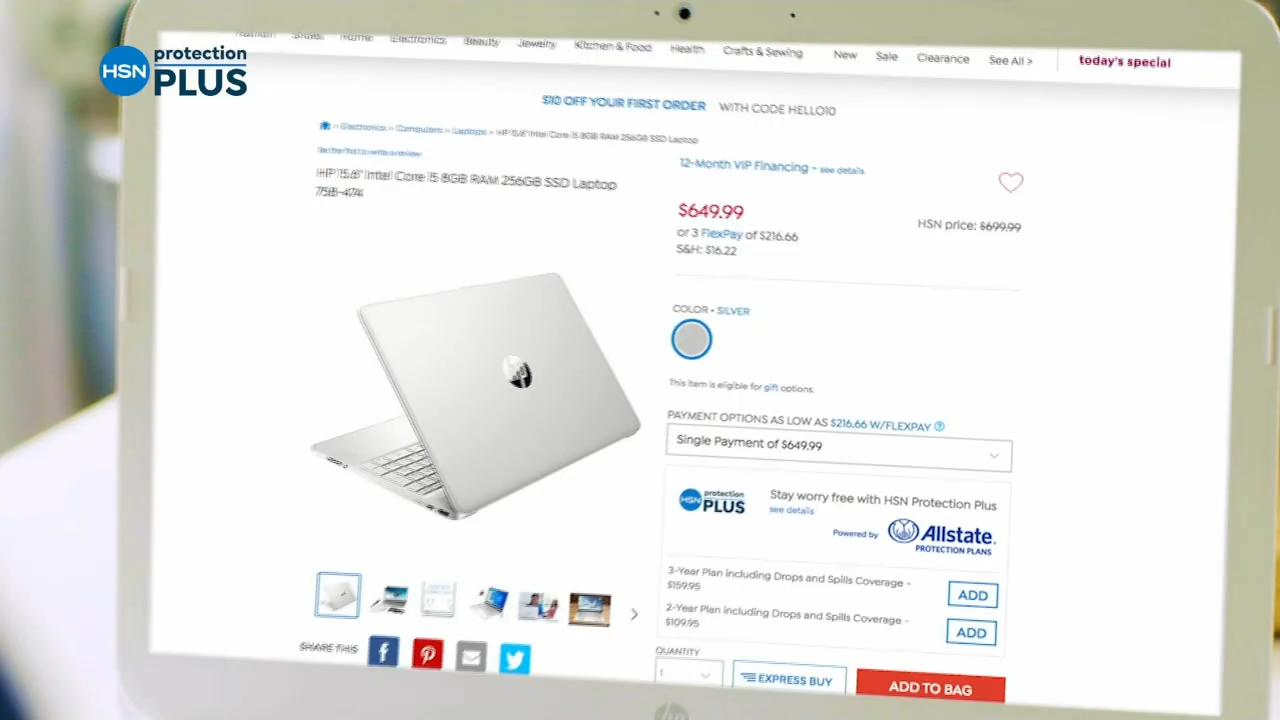 HSN protection PLUS
Fashion Shoes Home Electronics Beauty Jewelry Kitchen & Food Health Crafts & Sewing New Sale Clearance See All > today's special
$10 OFF YOUR FIRST ORDER WITH CODE HELLO10
> Electronics > Computers > Laptops > HP 15.6" Intel Core i5 8GB RAM 256GB SSD Laptop
Be the first to write a review
12-Month VIP Financing - see details
HP 15.6" Intel Core i5 8GB RAM 256GB SSD Laptop
758-474
$649.99
HSN price: $699.99
or 3 FlexPay of $216.66
S&H: $16.22
COLOR - SILVER
This item is eligible for gift options.
PAYMENT OPTIONS AS LOW AS $216.66 W/FLEXPAY ?
Single Payment of $649.99
HSN protection PLUS
Stay worry free with HSN Protection Plus
see details
Powered by Allstate.
PROTECTION PLANS
3-Year Plan including Drops and Spills Coverage -
$159.95
ADD
2-Year Plan including Drops and Spills Coverage -
$109.95
ADD
SHARE THIS
QUANTITY
1
EXPRESS BUY
ADD TO BAG
hp